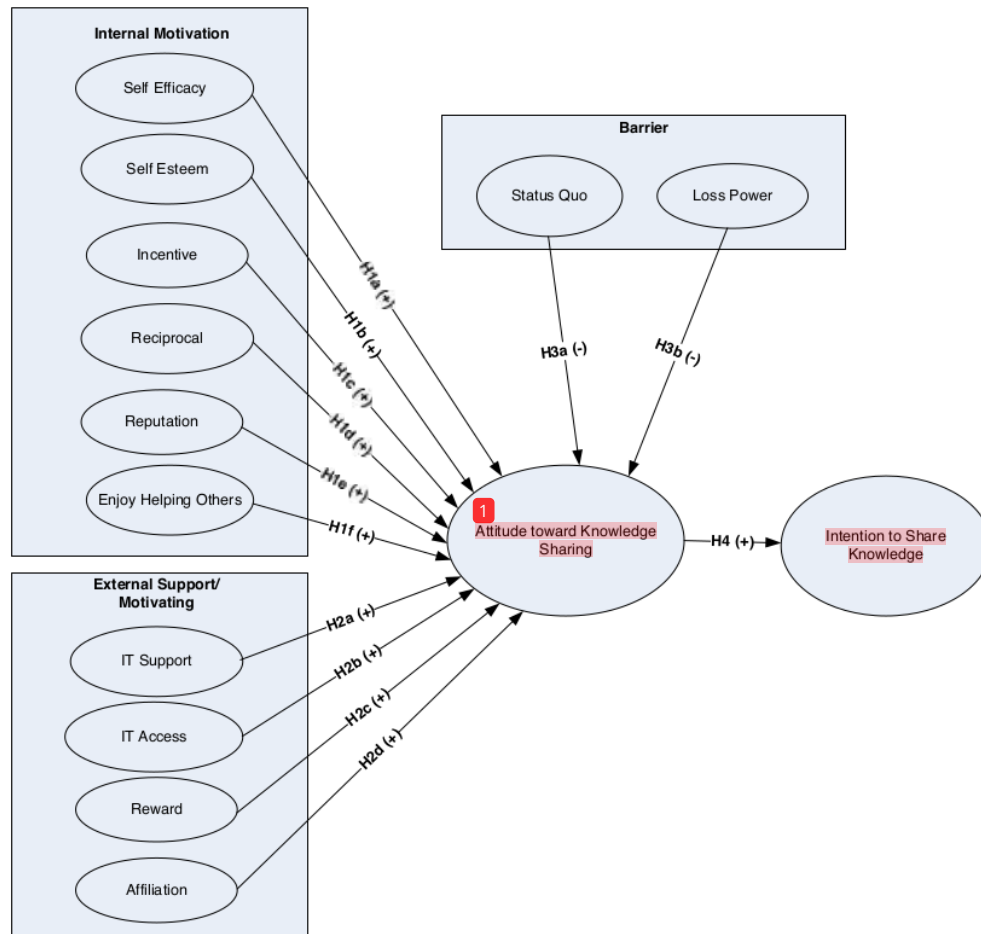 Internal Motivation
Self Efficacy
Self Esteem
Incentive
Reciprocal
Reputation
Enjoy Helping Others
External Support/
Motivating
IT Support
IT Access
Reward
Affiliation
Barrier
Status Quo
Loss Power
H1a (+)
H1b (+)
H1c (+)
H1d (+)
H1e (+)
H1f (+)
H2a (+)
H2b (+)
H2c (+)
H2d (+)
H3a (-)
H3b (-)
1
Attitude toward Knowledge
Sharing
H4 (+)
Intention to Share
Knowledge